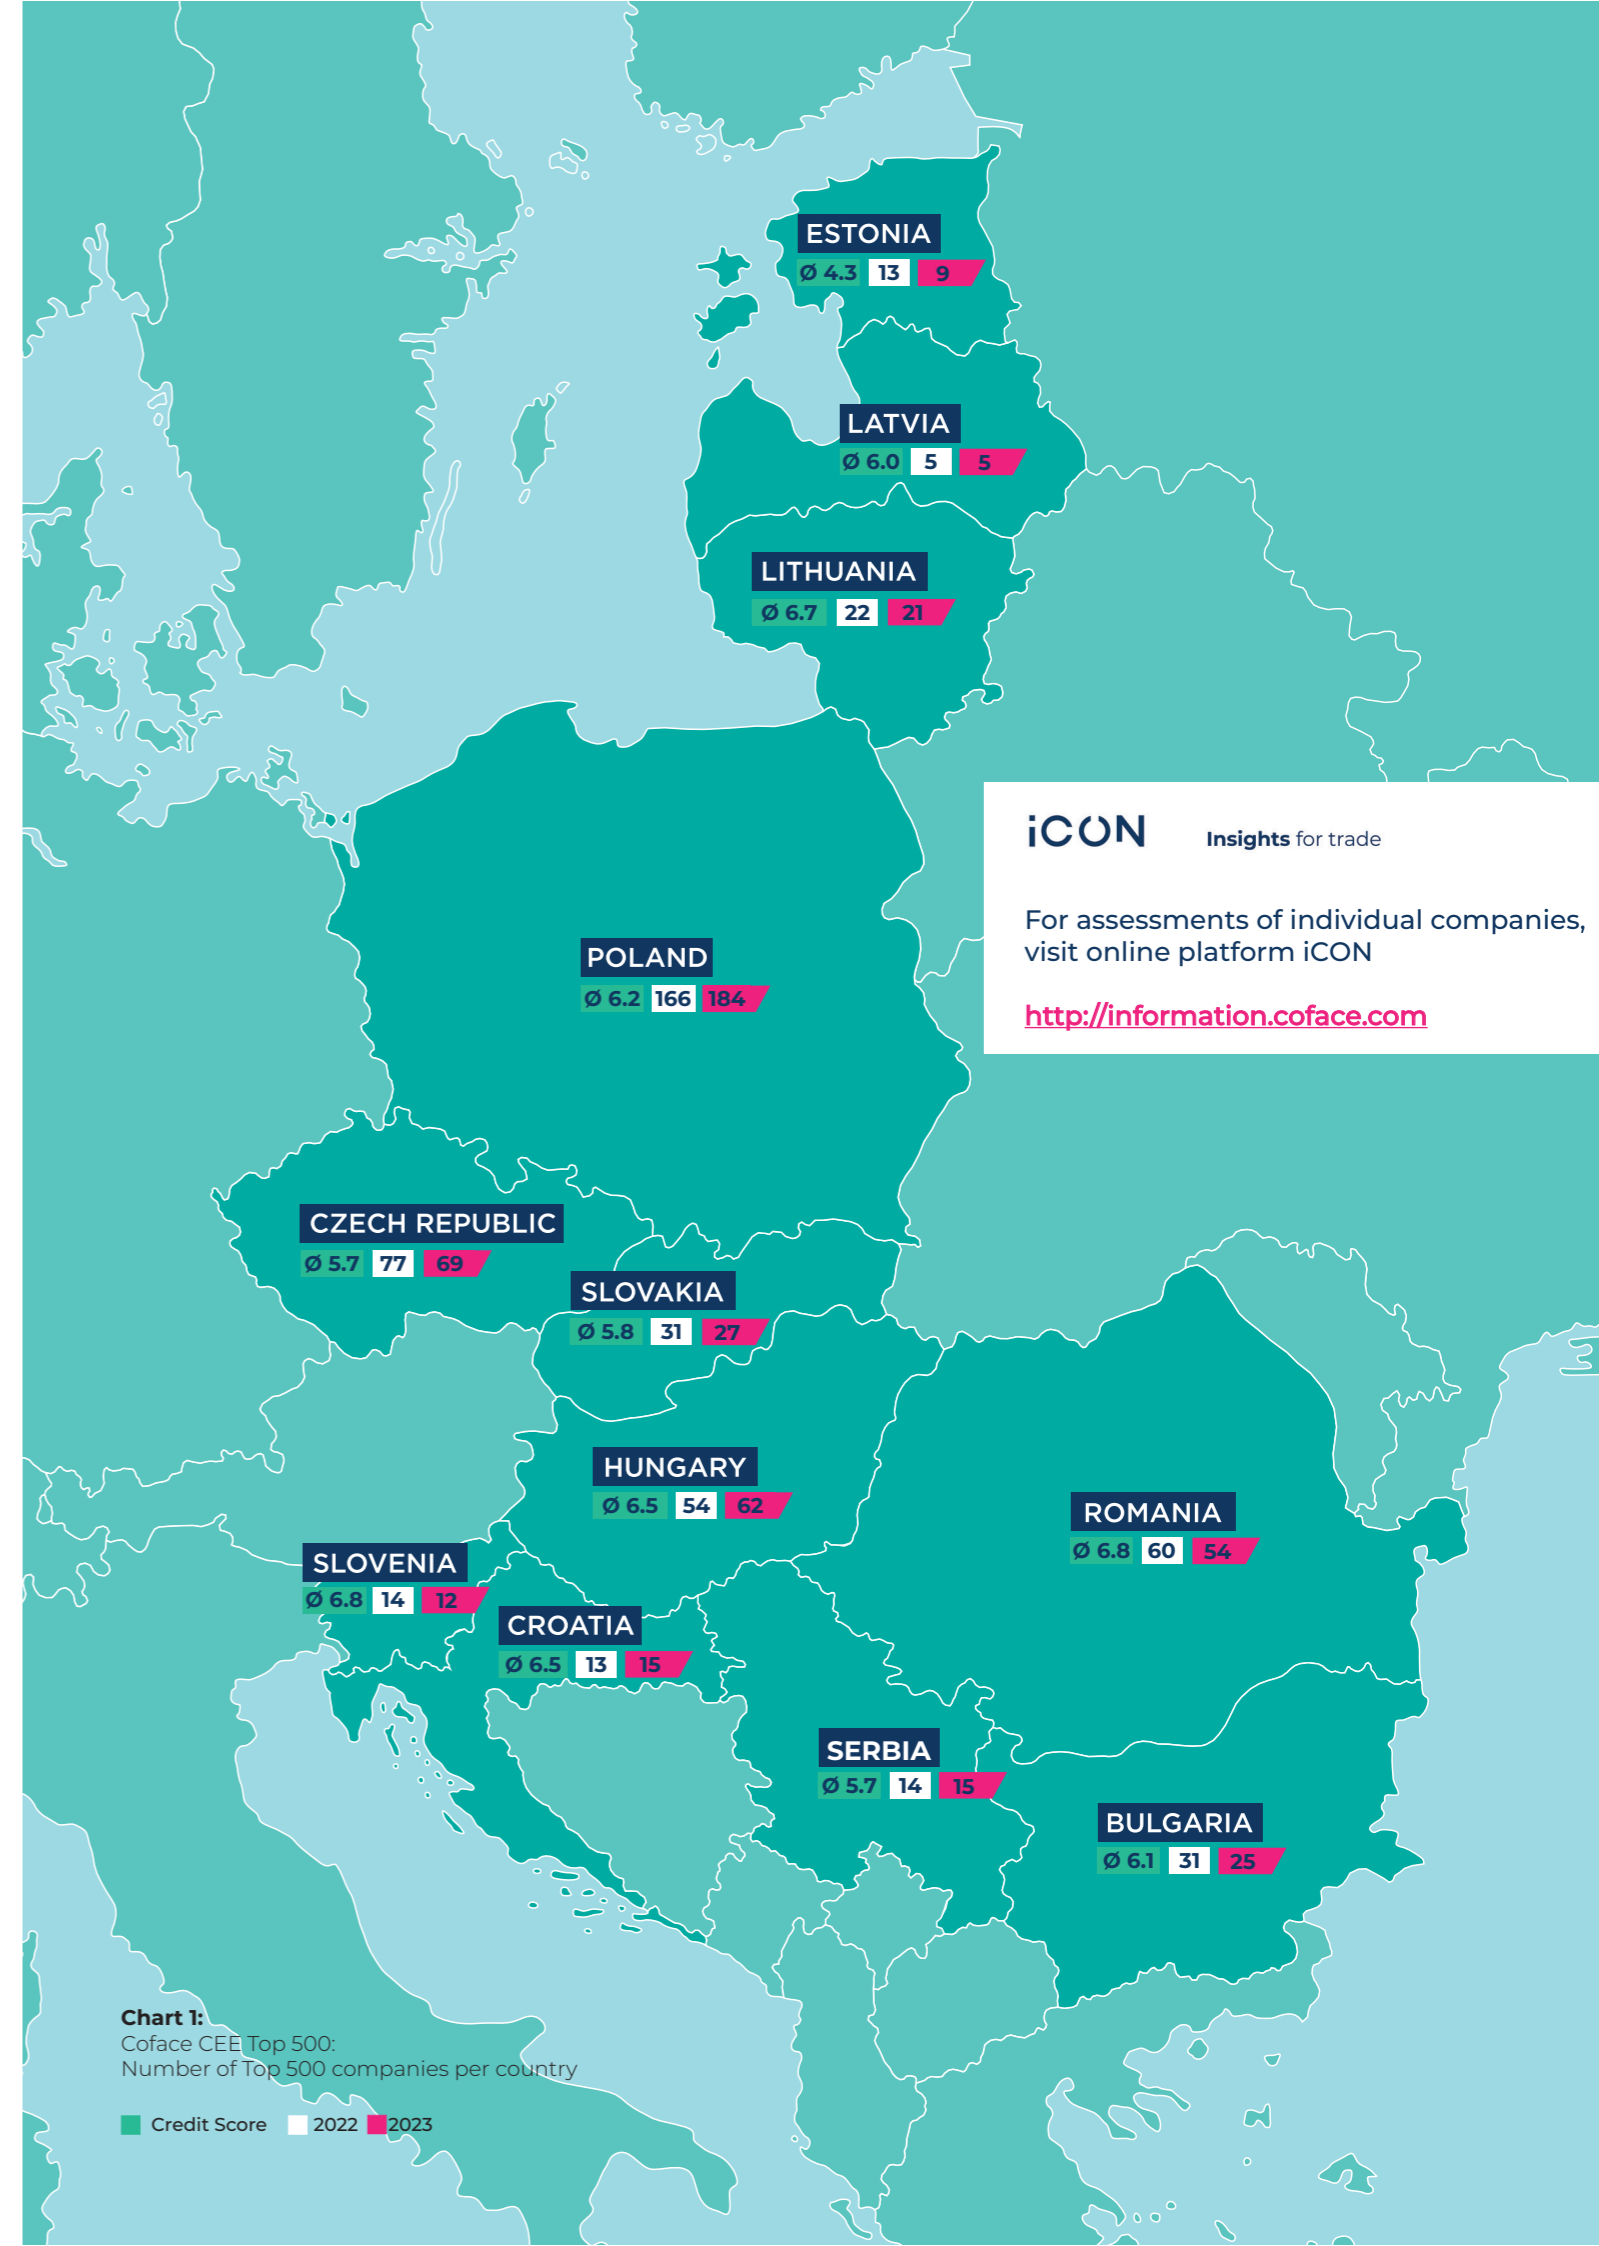 ESTONIA
Ø 4.3 13 9
LATVIA
Ø 6.0 5 5
LITHUANIA
Ø 6.7 22 21
iCON Insights for trade
For assessments of individual companies,
visit online platform iCON
http://information.coface.com
POLAND
Ø 6.2 166 184
CZECH REPUBLIC
Ø 5.7 77 69
SLOVAKIA
Ø 5.8 31 27
HUNGARY
Ø 6.5 54 62
ROMANIA
Ø 6.8 60 54
SLOVENIA
Ø 6.8 14 12
CROATIA
Ø 6.5 13 15
SERBIA
Ø 5.7 14 15
BULGARIA
Ø 6.1 31 25
Chart 1:
Coface CEE Top 500:
Number of Top 500 companies per country
Credit Score 2022 2023